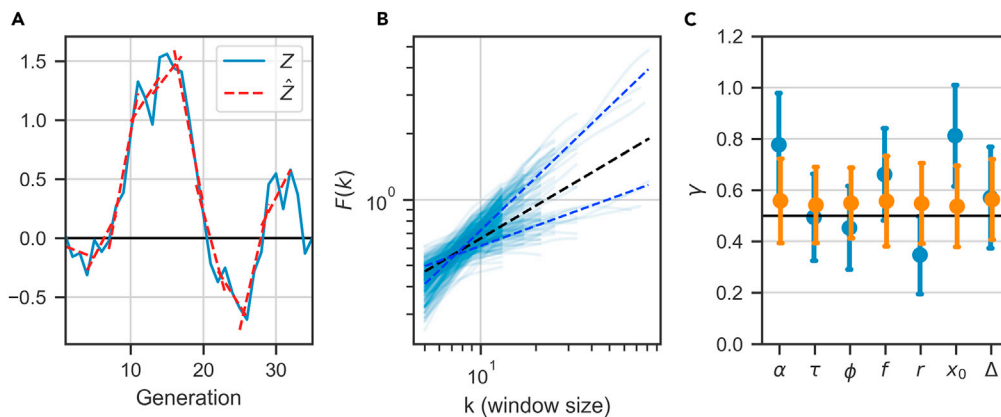 A
1.5
1.0
0.5
0.0
−0.5
10
20
30
Generation
Z
Ẑ
B
F(k)
10⁰
10¹
k (window size)
C
γ
1.2
1.0
0.8
0.6
0.4
0.2
0.0
α
τ
ϕ
f
r
x₀
Δ